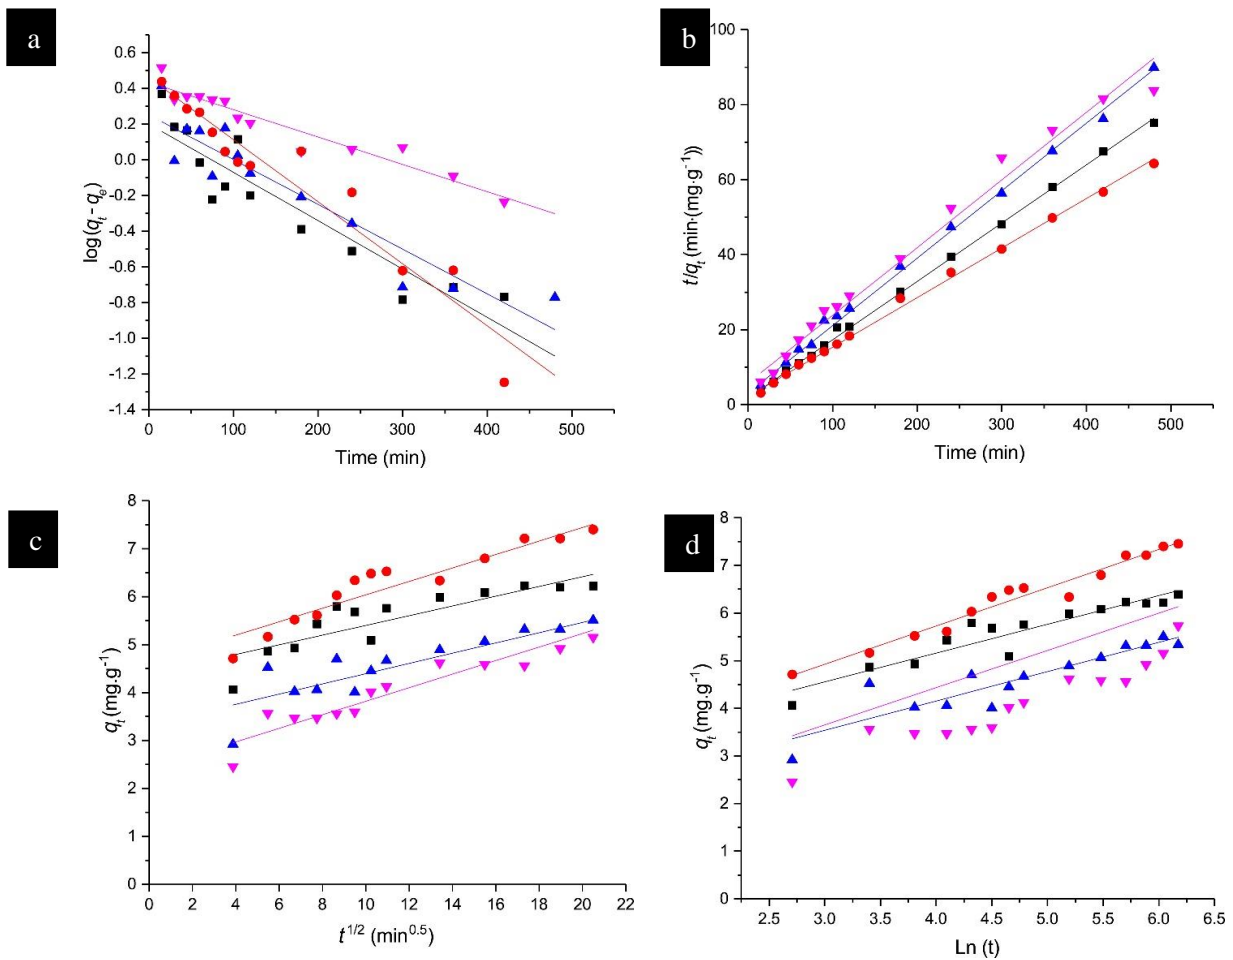 a
0.6
0.4
0.2
0.0
-0.2
-0.4
-0.6
-0.8
-1.0
-1.2
-1.4
log(qt - qe)
0 100 200 300 400 500
Time (min)
b
100
80
60
40
20
0
t/qt (min·(mg·g-1))
0 100 200 300 400 500
Time (min)
c
8
7
6
5
4
3
2
1
0
qt (mg.g-1)
0 2 4 6 8 10 12 14 16 18 20 22
t1/2 (min0.5)
d
8
7
6
5
4
3
2
1
0
qt (mg.g-1)
2.5 3.0 3.5 4.0 4.5 5.0 5.5 6.0 6.5
Ln (t)